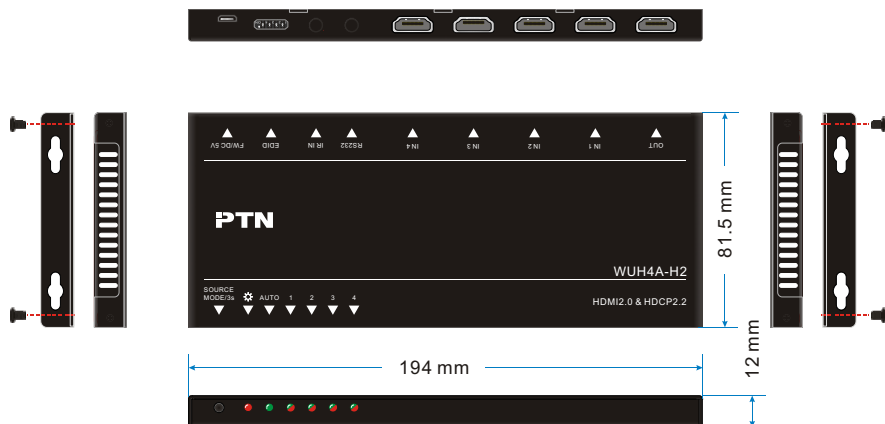 FW/DC 5V EDID IR IN RS232 IN 4 IN 3 IN 2 IN 1 OUT
PTN
WUH4A-H2
SOURCE
MODE/3s AUTO 1 2 3 4
HDMI2.0 & HDCP2.2
81.5 mm
12 mm
194 mm